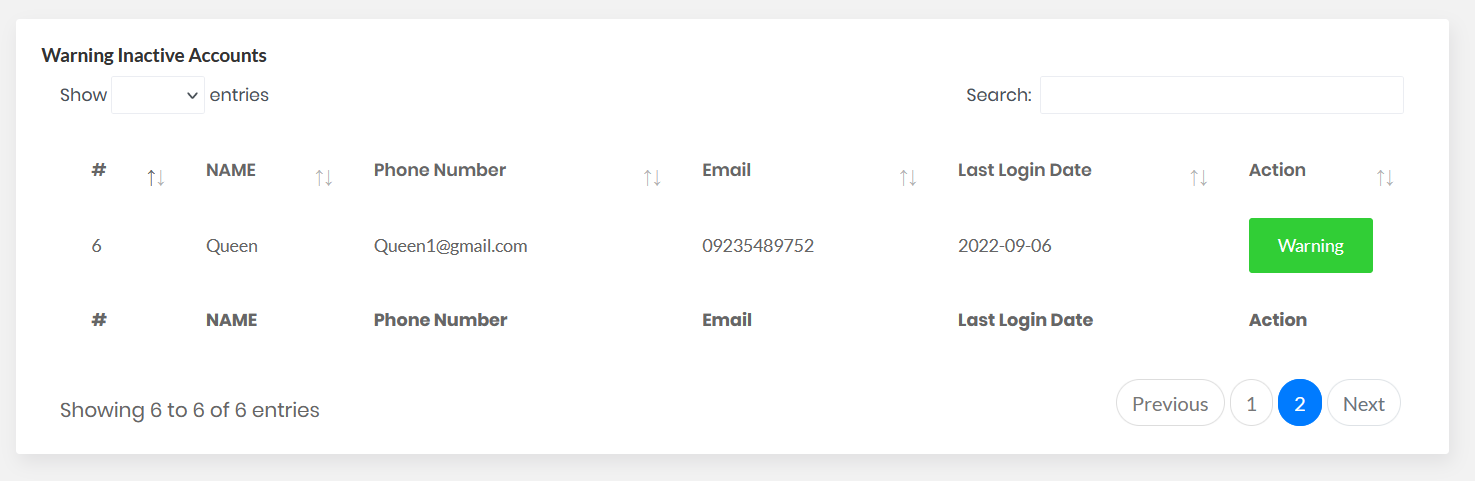 Warning Inactive Accounts
Show entries Search:
# NAME Phone Number Email Last Login Date Action
6 Queen Queen1@gmail.com 09235489752 2022-09-06 Warning
# NAME Phone Number Email Last Login Date Action
Showing 6 to 6 of 6 entries Previous 1 2 Next